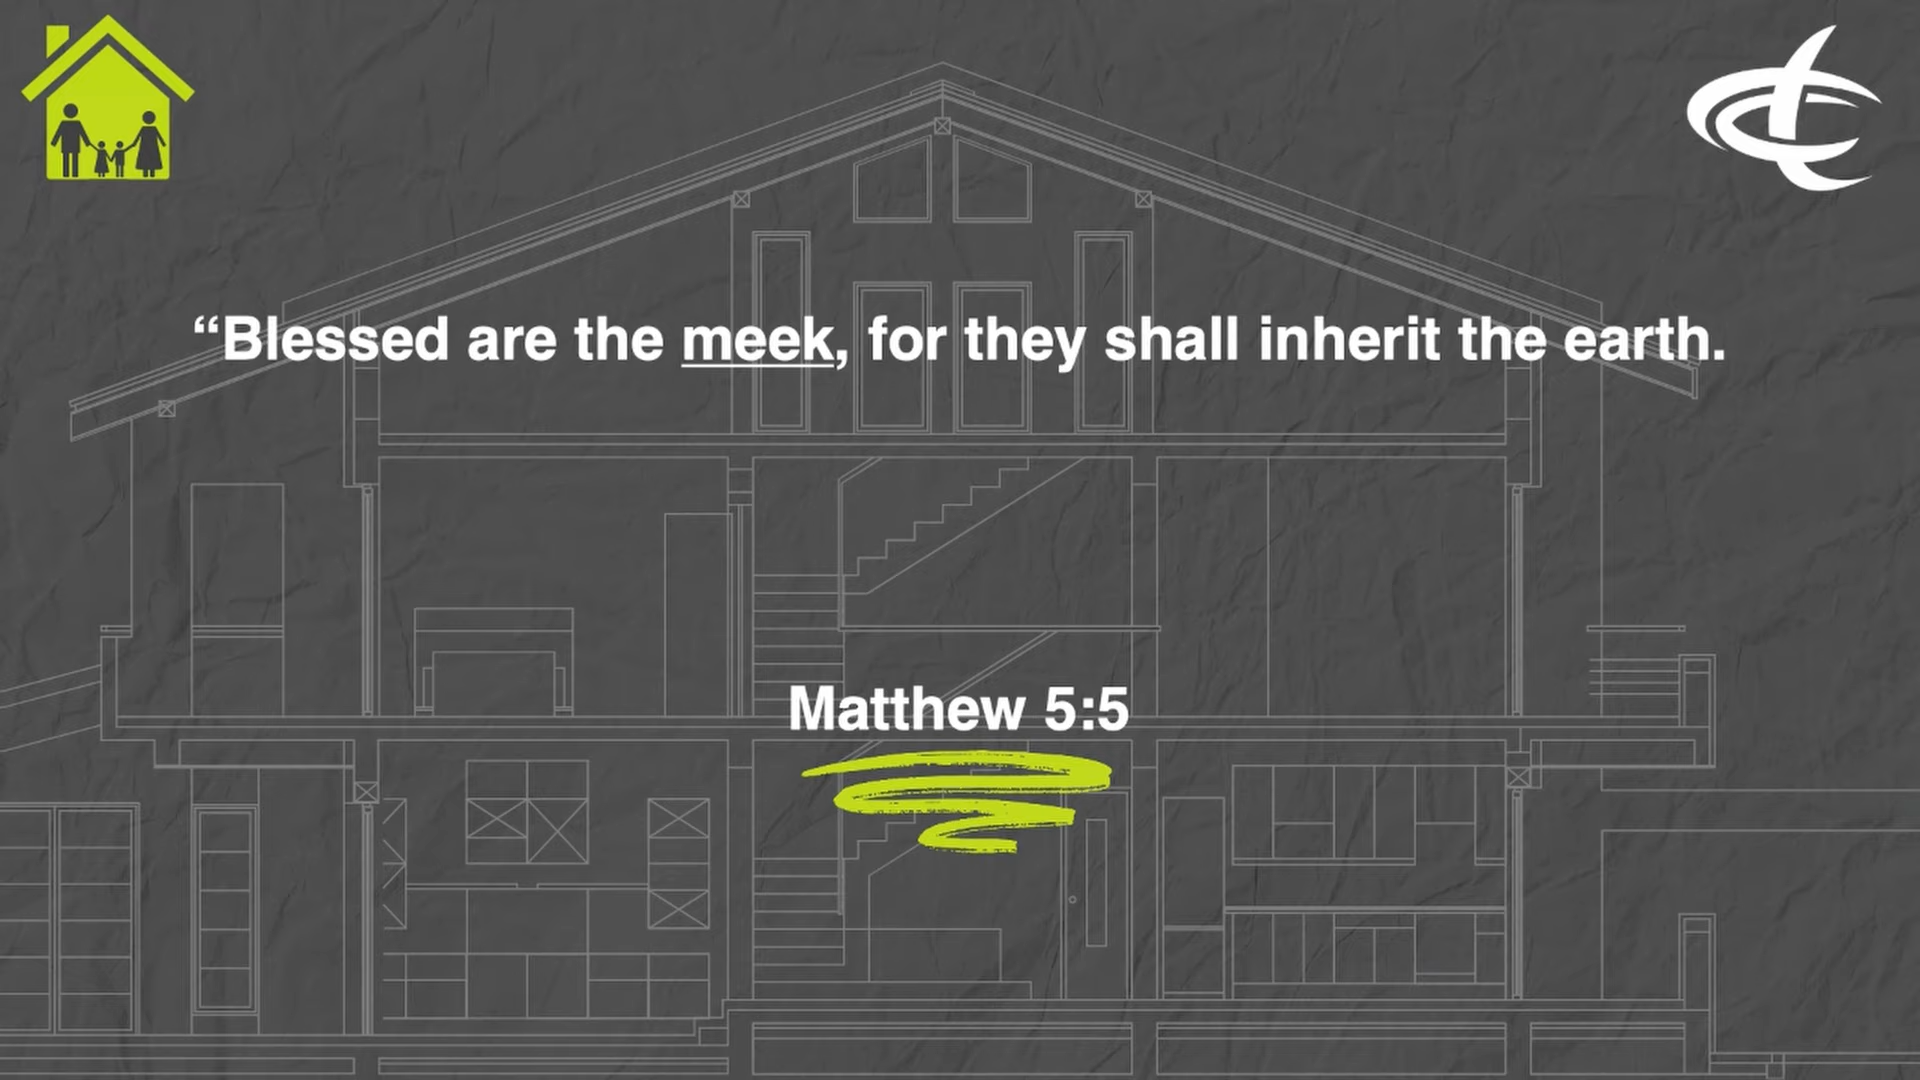 “Blessed are the meek, for they shall inherit the earth.
Matthew 5:5